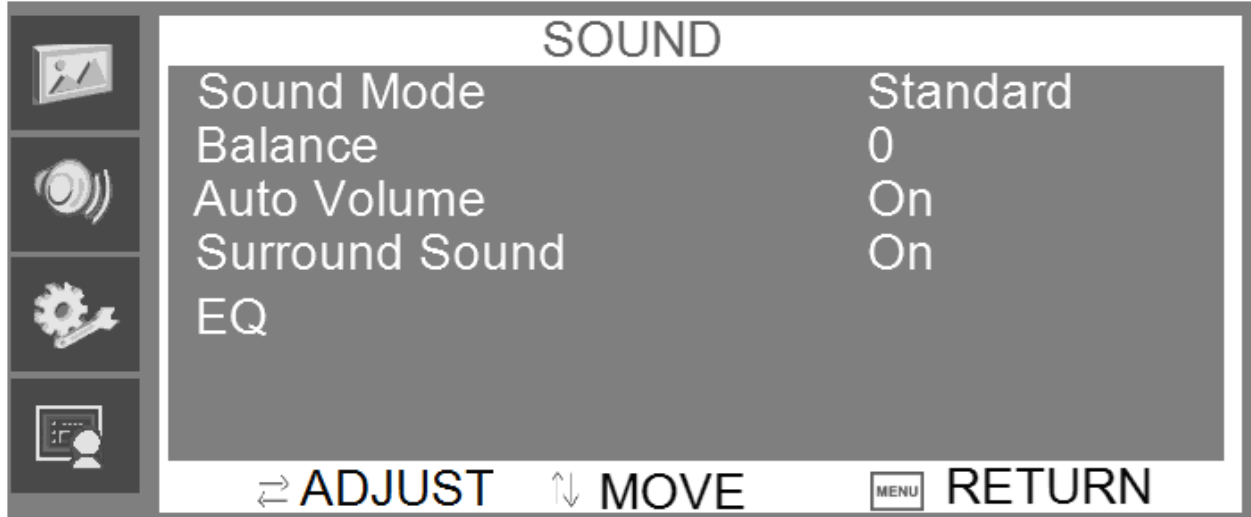 SOUND
Sound Mode Standard
Balance 0
Auto Volume On
Surround Sound On
EQ
⇄ ADJUST ↑↓ MOVE MENU RETURN